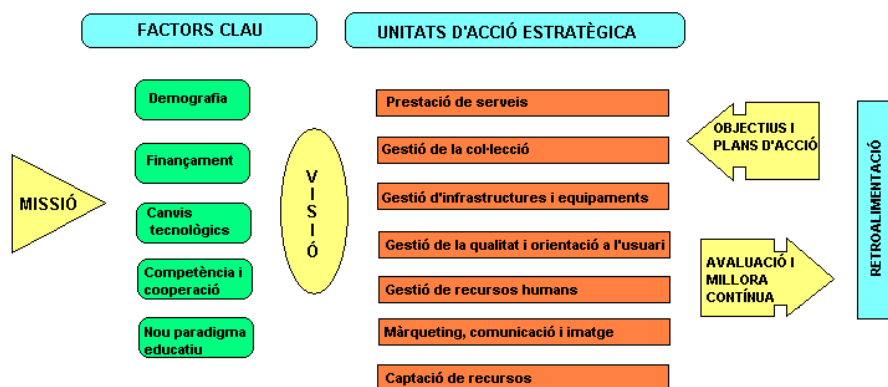 FACTORS CLAU
UNITATS D'ACCIÓ ESTRATÈGICA
MISSIÓ
Demografia
Finançament
Canvis
tecnològics
Competència i
cooperació
Nou paradigma
educatiu
VISIÓ
Prestació de serveis
Gestió de la col·lecció
Gestió d'infrastructures i equipaments
Gestió de la qualitat i orientació a l'usuari
Gestió de recursos humans
Màrqueting, comunicació i imatge
Captació de recursos
OBJECTIUS I
PLANS D'ACCIÓ
AVALUACIÓ I
MILLORA
CONTÍNUA
RETROALIMENTACIÓ